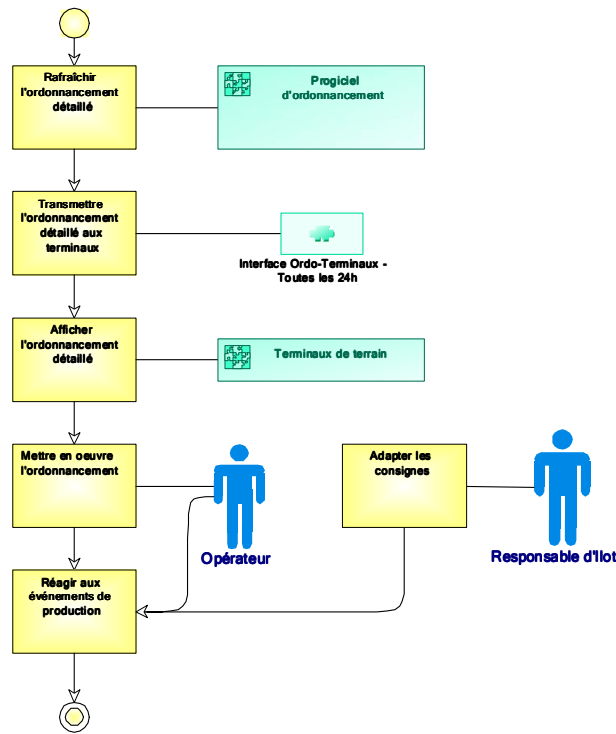 Rafraîchir
l'ordonnancement
détaillé
Progiciel
d'ordonnancement
Transmettre
l'ordonnancement
détaillé aux
terminaux
Interface Ordo-Terminaux -
Toutes les 24h
Afficher
l'ordonnancement
détaillé
Terminaux de terrain
Mettre en oeuvre
l'ordonnancement
Opérateur
Adapter les
consignes
Responsable d'Ilot
Réagir aux
événements de
production